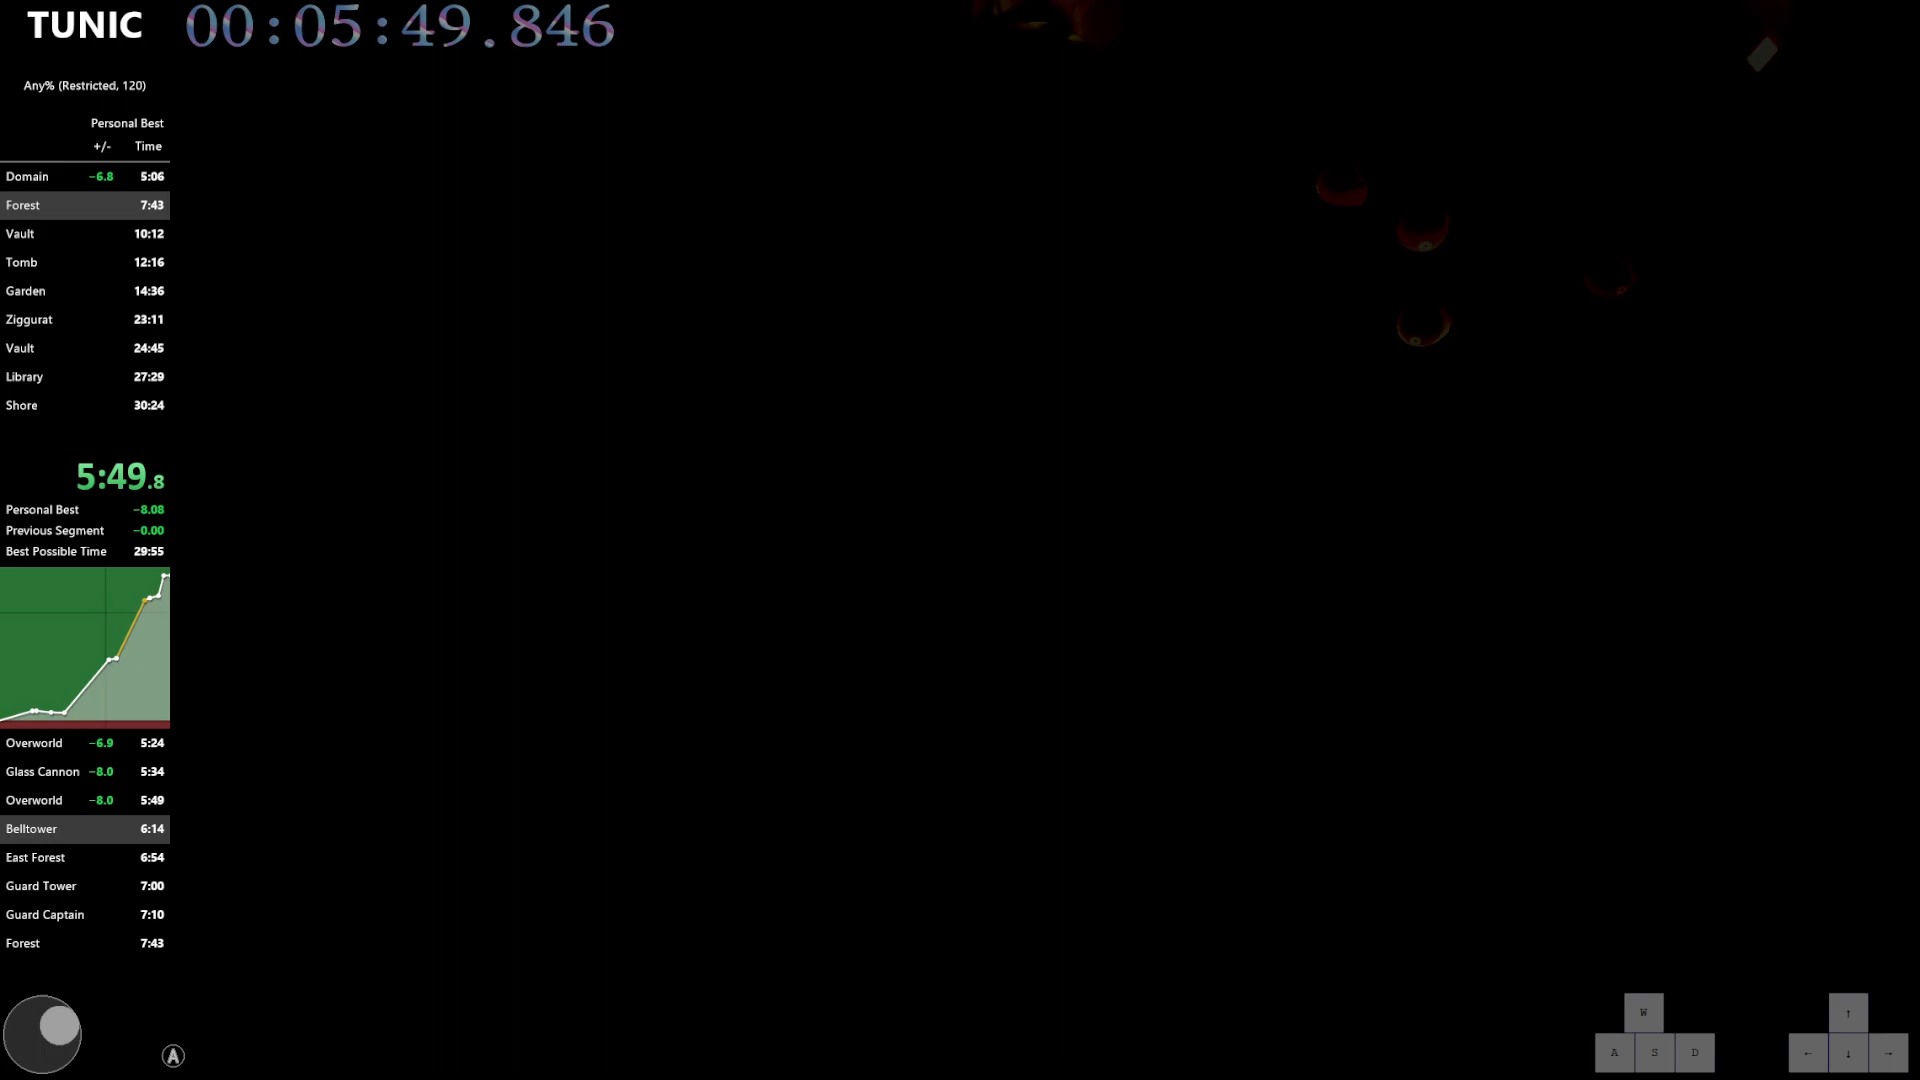 TUNIC 00:05:49.846
Any% (Restricted, 120)
Personal Best
+/- Time
Domain −6.8 5:06
Forest 7:43
Vault 10:12
Tomb 12:16
Garden 14:36
Ziggurat 23:11
Vault 24:45
Library 27:29
Shore 30:24
5:49.8
Personal Best −8.08
Previous Segment −0.00
Best Possible Time 29:55
Overworld −6.9 5:24
Glass Cannon −8.0 5:34
Overworld −8.0 5:49
Belltower 6:14
East Forest 6:54
Guard Tower 7:00
Guard Captain 7:10
Forest 7:43
W ↑
A
A S D ← ↓ →